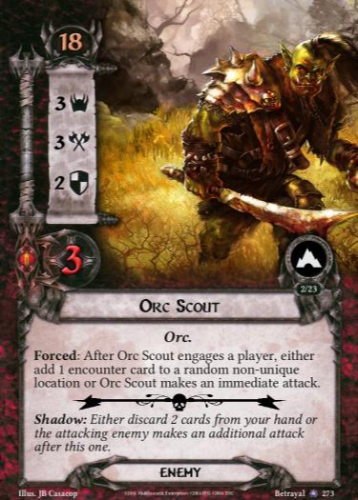 18
3
3
2
3
2/23
Orc Scout
Orc.
Forced: After Orc Scout engages a player, either
add 1 encounter card to a random non-unique
location or Orc Scout makes an immediate attack.
Shadow: Either discard 2 cards from your hand or
the attacking enemy makes an additional attack
after this one.
ENEMY
Illus. JB Casacop
Betrayal 273